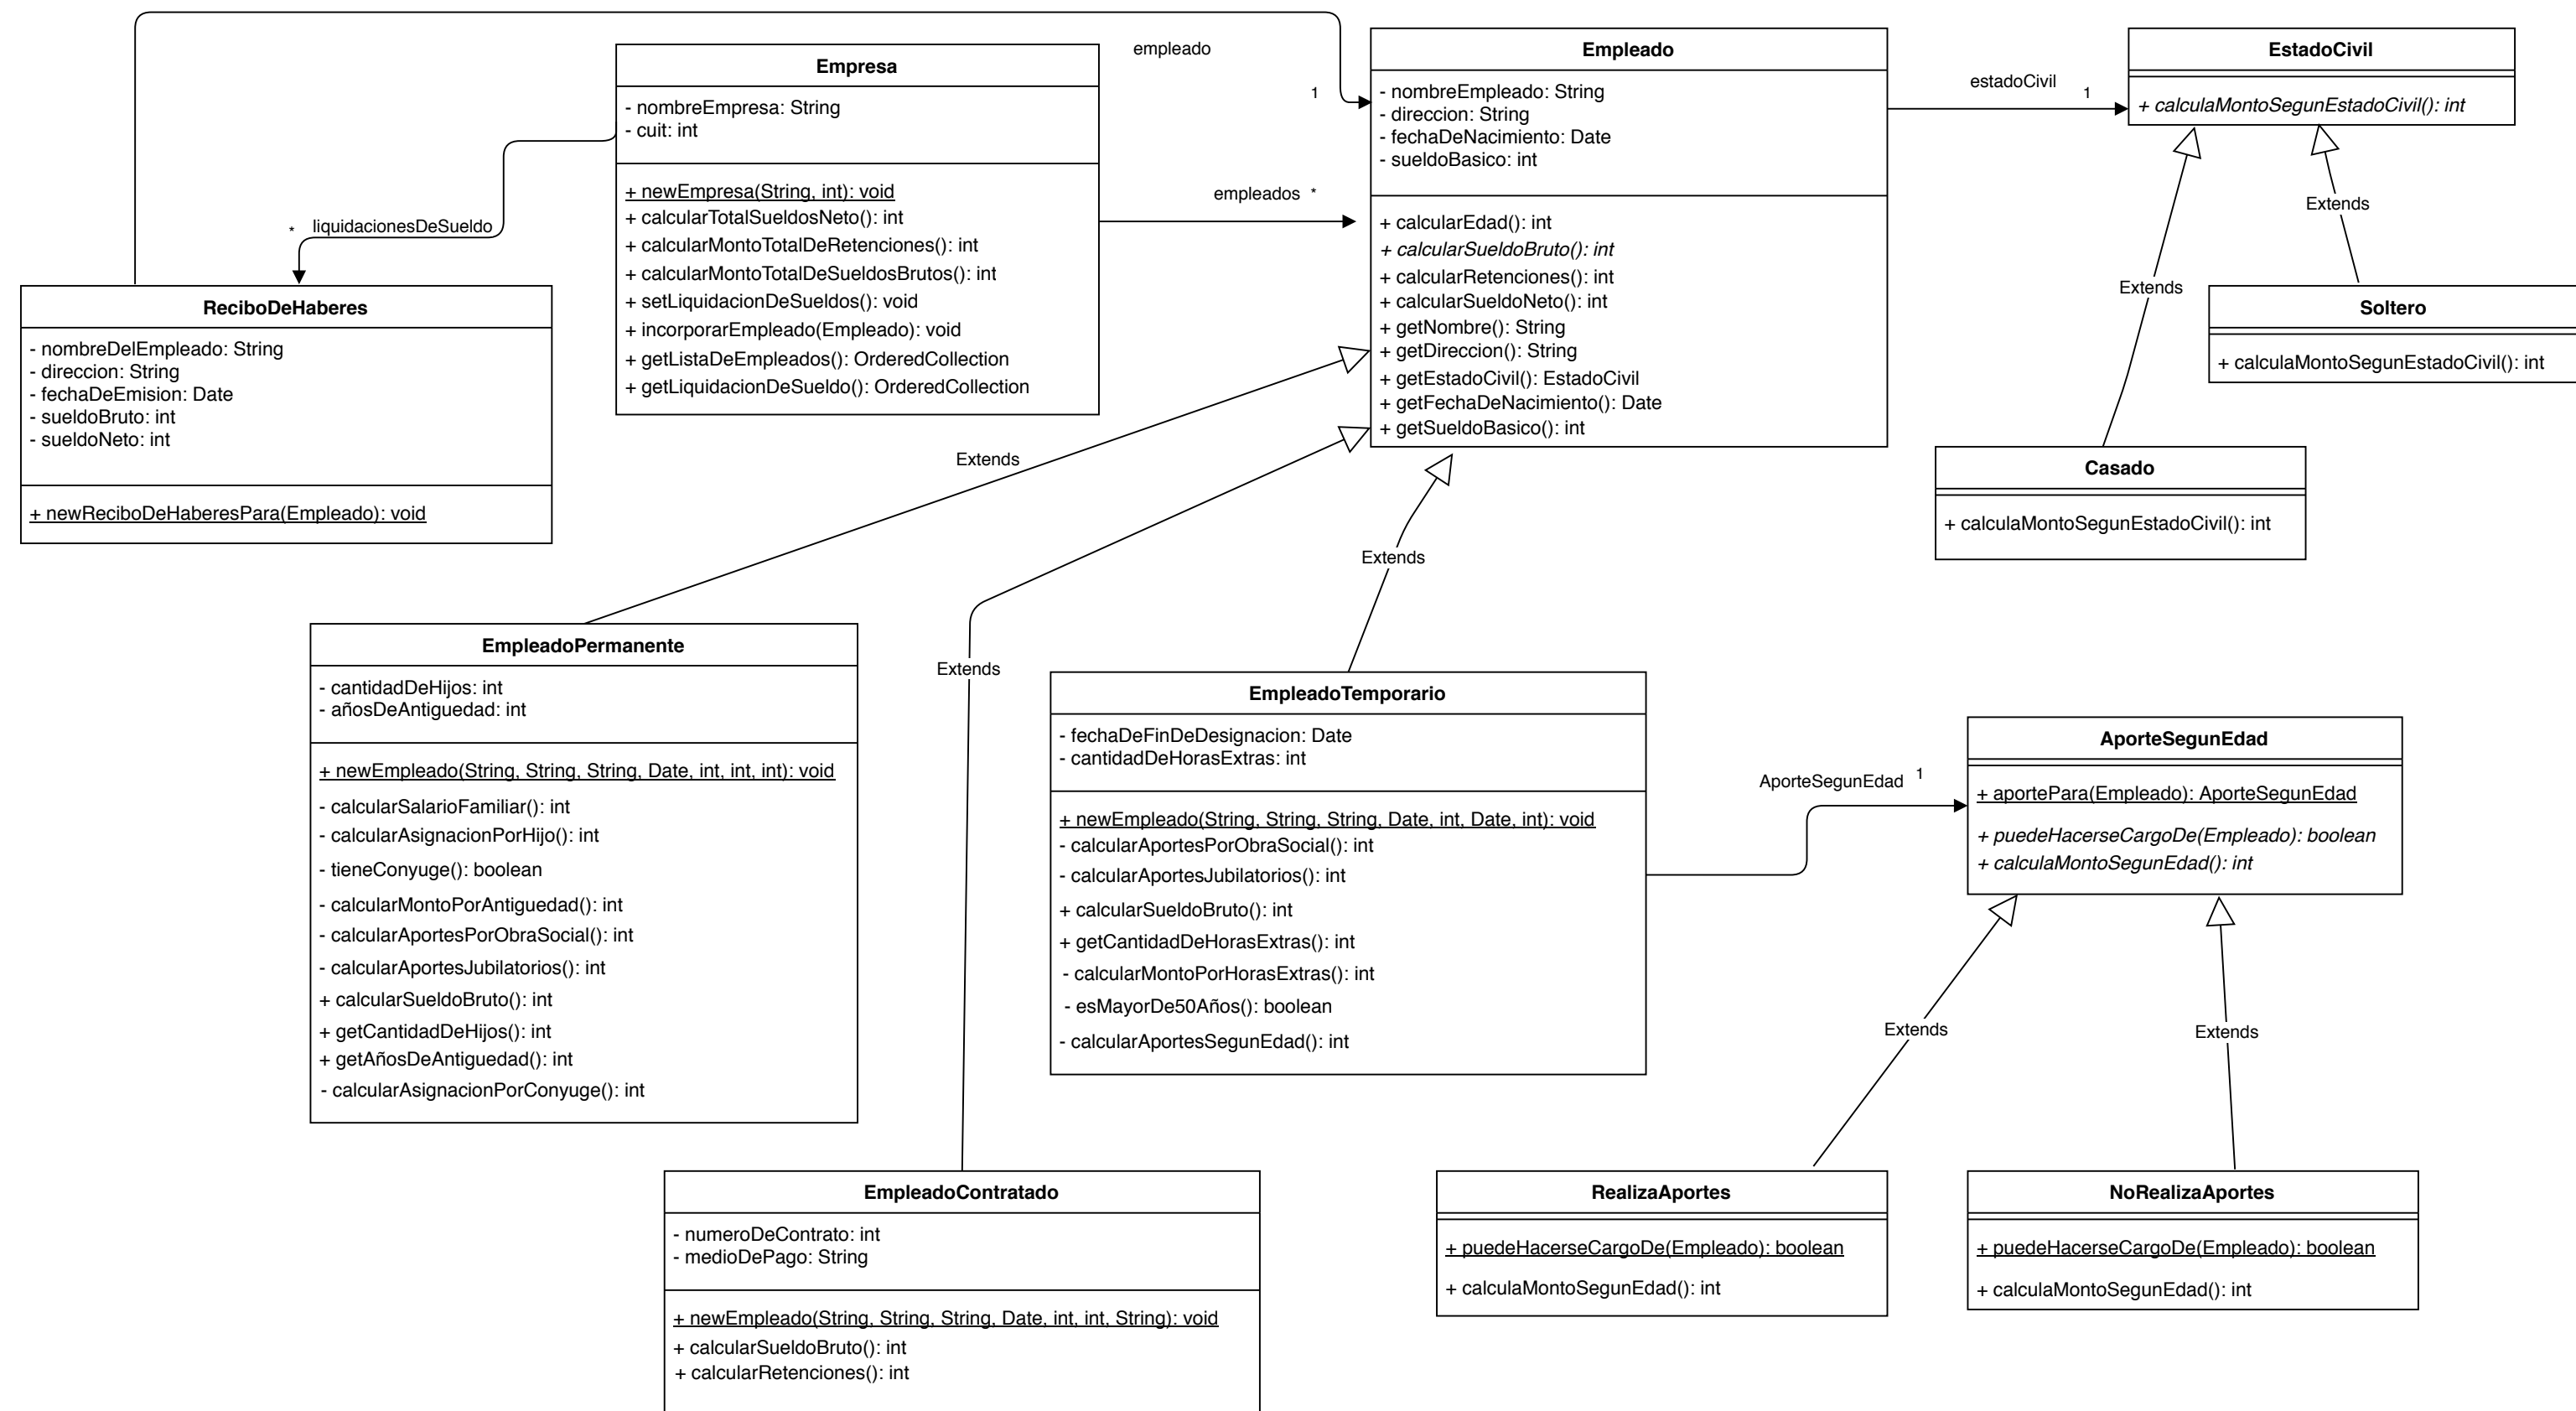 empleado
1
Empresa
- nombreEmpresa: String
- cuit: int
+ newEmpresa(String, int): void
+ calcularTotalSueldosNeto(): int
+ calcularMontoTotalDeRetenciones(): int
+ calcularMontoTotalDeSueldosBrutos(): int
+ setLiquidacionDeSueldos(): void
+ incorporarEmpleado(Empleado): void
+ getListaDeEmpleados(): OrderedCollection
+ getLiquidacionDeSueldo(): OrderedCollection
empleados *
Empleado
- nombreEmpleado: String
- direccion: String
- fechaDeNacimiento: Date
- sueldoBasico: int
+ calcularEdad(): int
+ calcularSueldoBruto(): int
+ calcularRetenciones(): int
+ calcularSueldoNeto(): int
+ getNombre(): String
+ getDireccion(): String
+ getEstadoCivil(): EstadoCivil
+ getFechaDeNacimiento(): Date
+ getSueldoBasico(): int
estadoCivil
1
EstadoCivil
+ calculaMontoSegunEstadoCivil(): int
Extends
Extends
Soltero
+ calculaMontoSegunEstadoCivil(): int
Casado
+ calculaMontoSegunEstadoCivil(): int
* liquidacionesDeSueldo
ReciboDeHaberes
- nombreDelEmpleado: String
- direccion: String
- fechaDeEmision: Date
- sueldoBruto: int
- sueldoNeto: int
+ newReciboDeHaberesPara(Empleado): void
Extends
Extends
Extends
EmpleadoPermanente
- cantidadDeHijos: int
- añosDeAntiguedad: int
+ newEmpleado(String, String, String, Date, int, int, int): void
- calcularSalarioFamiliar(): int
- calcularAsignacionPorHijo(): int
- tieneConyuge(): boolean
- calcularMontoPorAntiguedad(): int
- calcularAportesPorObraSocial(): int
- calcularAportesJubilatorios(): int
+ calcularSueldoBruto(): int
+ getCantidadDeHijos(): int
+ getAñosDeAntiguedad(): int
- calcularAsignacionPorConyuge(): int
EmpleadoTemporario
- fechaDeFinDeDesignacion: Date
- cantidadDeHorasExtras: int
+ newEmpleado(String, String, String, Date, int, Date, int): void
- calcularAportesPorObraSocial(): int
- calcularAportesJubilatorios(): int
+ calcularSueldoBruto(): int
+ getCantidadDeHorasExtras(): int
- calcularMontoPorHorasExtras(): int
- esMayorDe50Años(): boolean
- calcularAportesSegunEdad(): int
AporteSegunEdad
1
AporteSegunEdad
+ aportePara(Empleado): AporteSegunEdad
+ puedeHacerseCargoDe(Empleado): boolean
+ calculaMontoSegunEdad(): int
Extends
Extends
EmpleadoContratado
- numeroDeContrato: int
- medioDePago: String
+ newEmpleado(String, String, String, Date, int, int, String): void
+ calcularSueldoBruto(): int
+ calcularRetenciones(): int
RealizaAportes
+ puedeHacerseCargoDe(Empleado): boolean
+ calculaMontoSegunEdad(): int
NoRealizaAportes
+ puedeHacerseCargoDe(Empleado): boolean
+ calculaMontoSegunEdad(): int